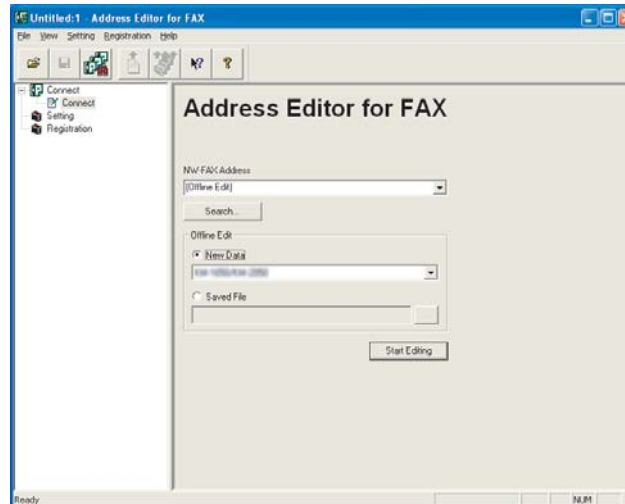 Untitled:1 - Address Editor for FAX
File View Setting Registration Help
Connect
Connect
Setting
Registration
Address Editor for FAX
NW-FAX Address
[Offline Edit]
Search...
Offline Edit
New Data
Saved File
Start Editing
Ready
NUM